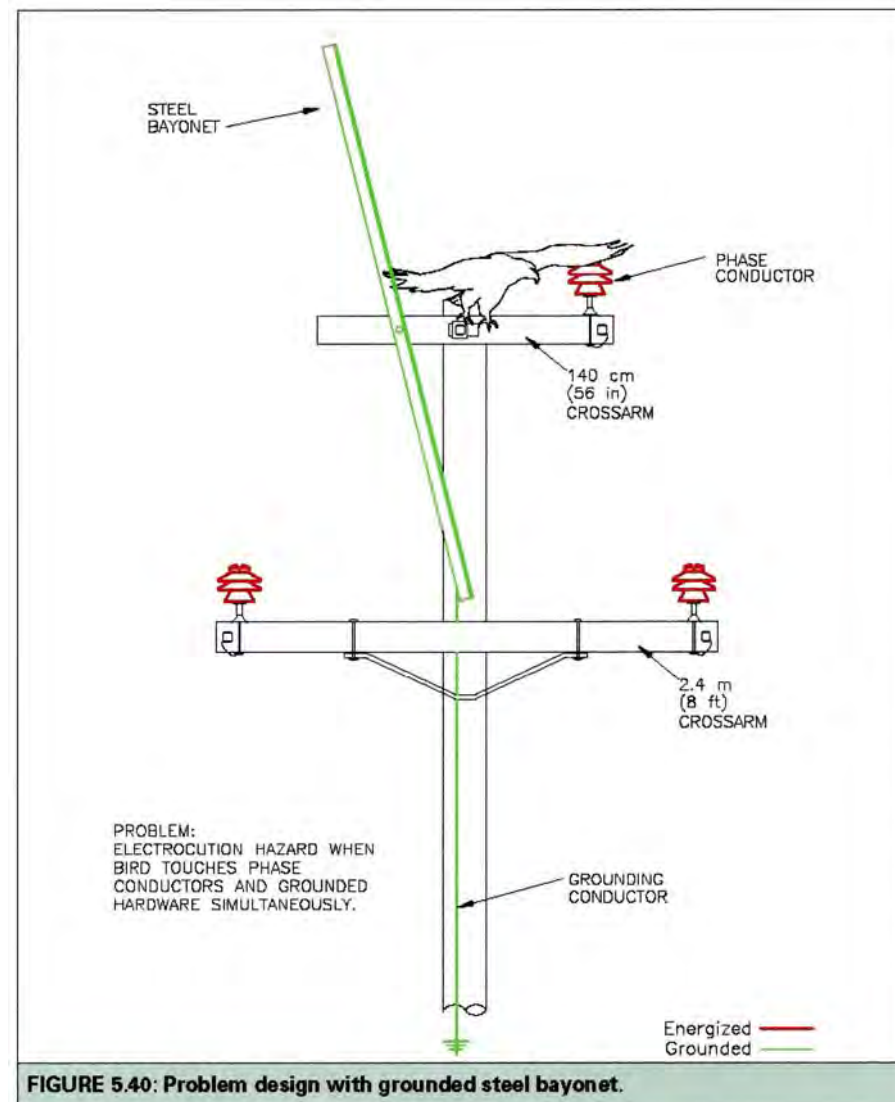 STEEL
BAYONET
PHASE
CONDUCTOR
140 cm
(56 in)
CROSSARM
2.4 m
(8 ft)
CROSSARM
PROBLEM:
ELECTROCUTION HAZARD WHEN
BIRD TOUCHES PHASE
CONDUCTORS AND GROUNDED
HARDWARE SIMULTANEOUSLY.
GROUNDING
CONDUCTOR
Energized
Grounded
FIGURE 5.40: Problem design with grounded steel bayonet.